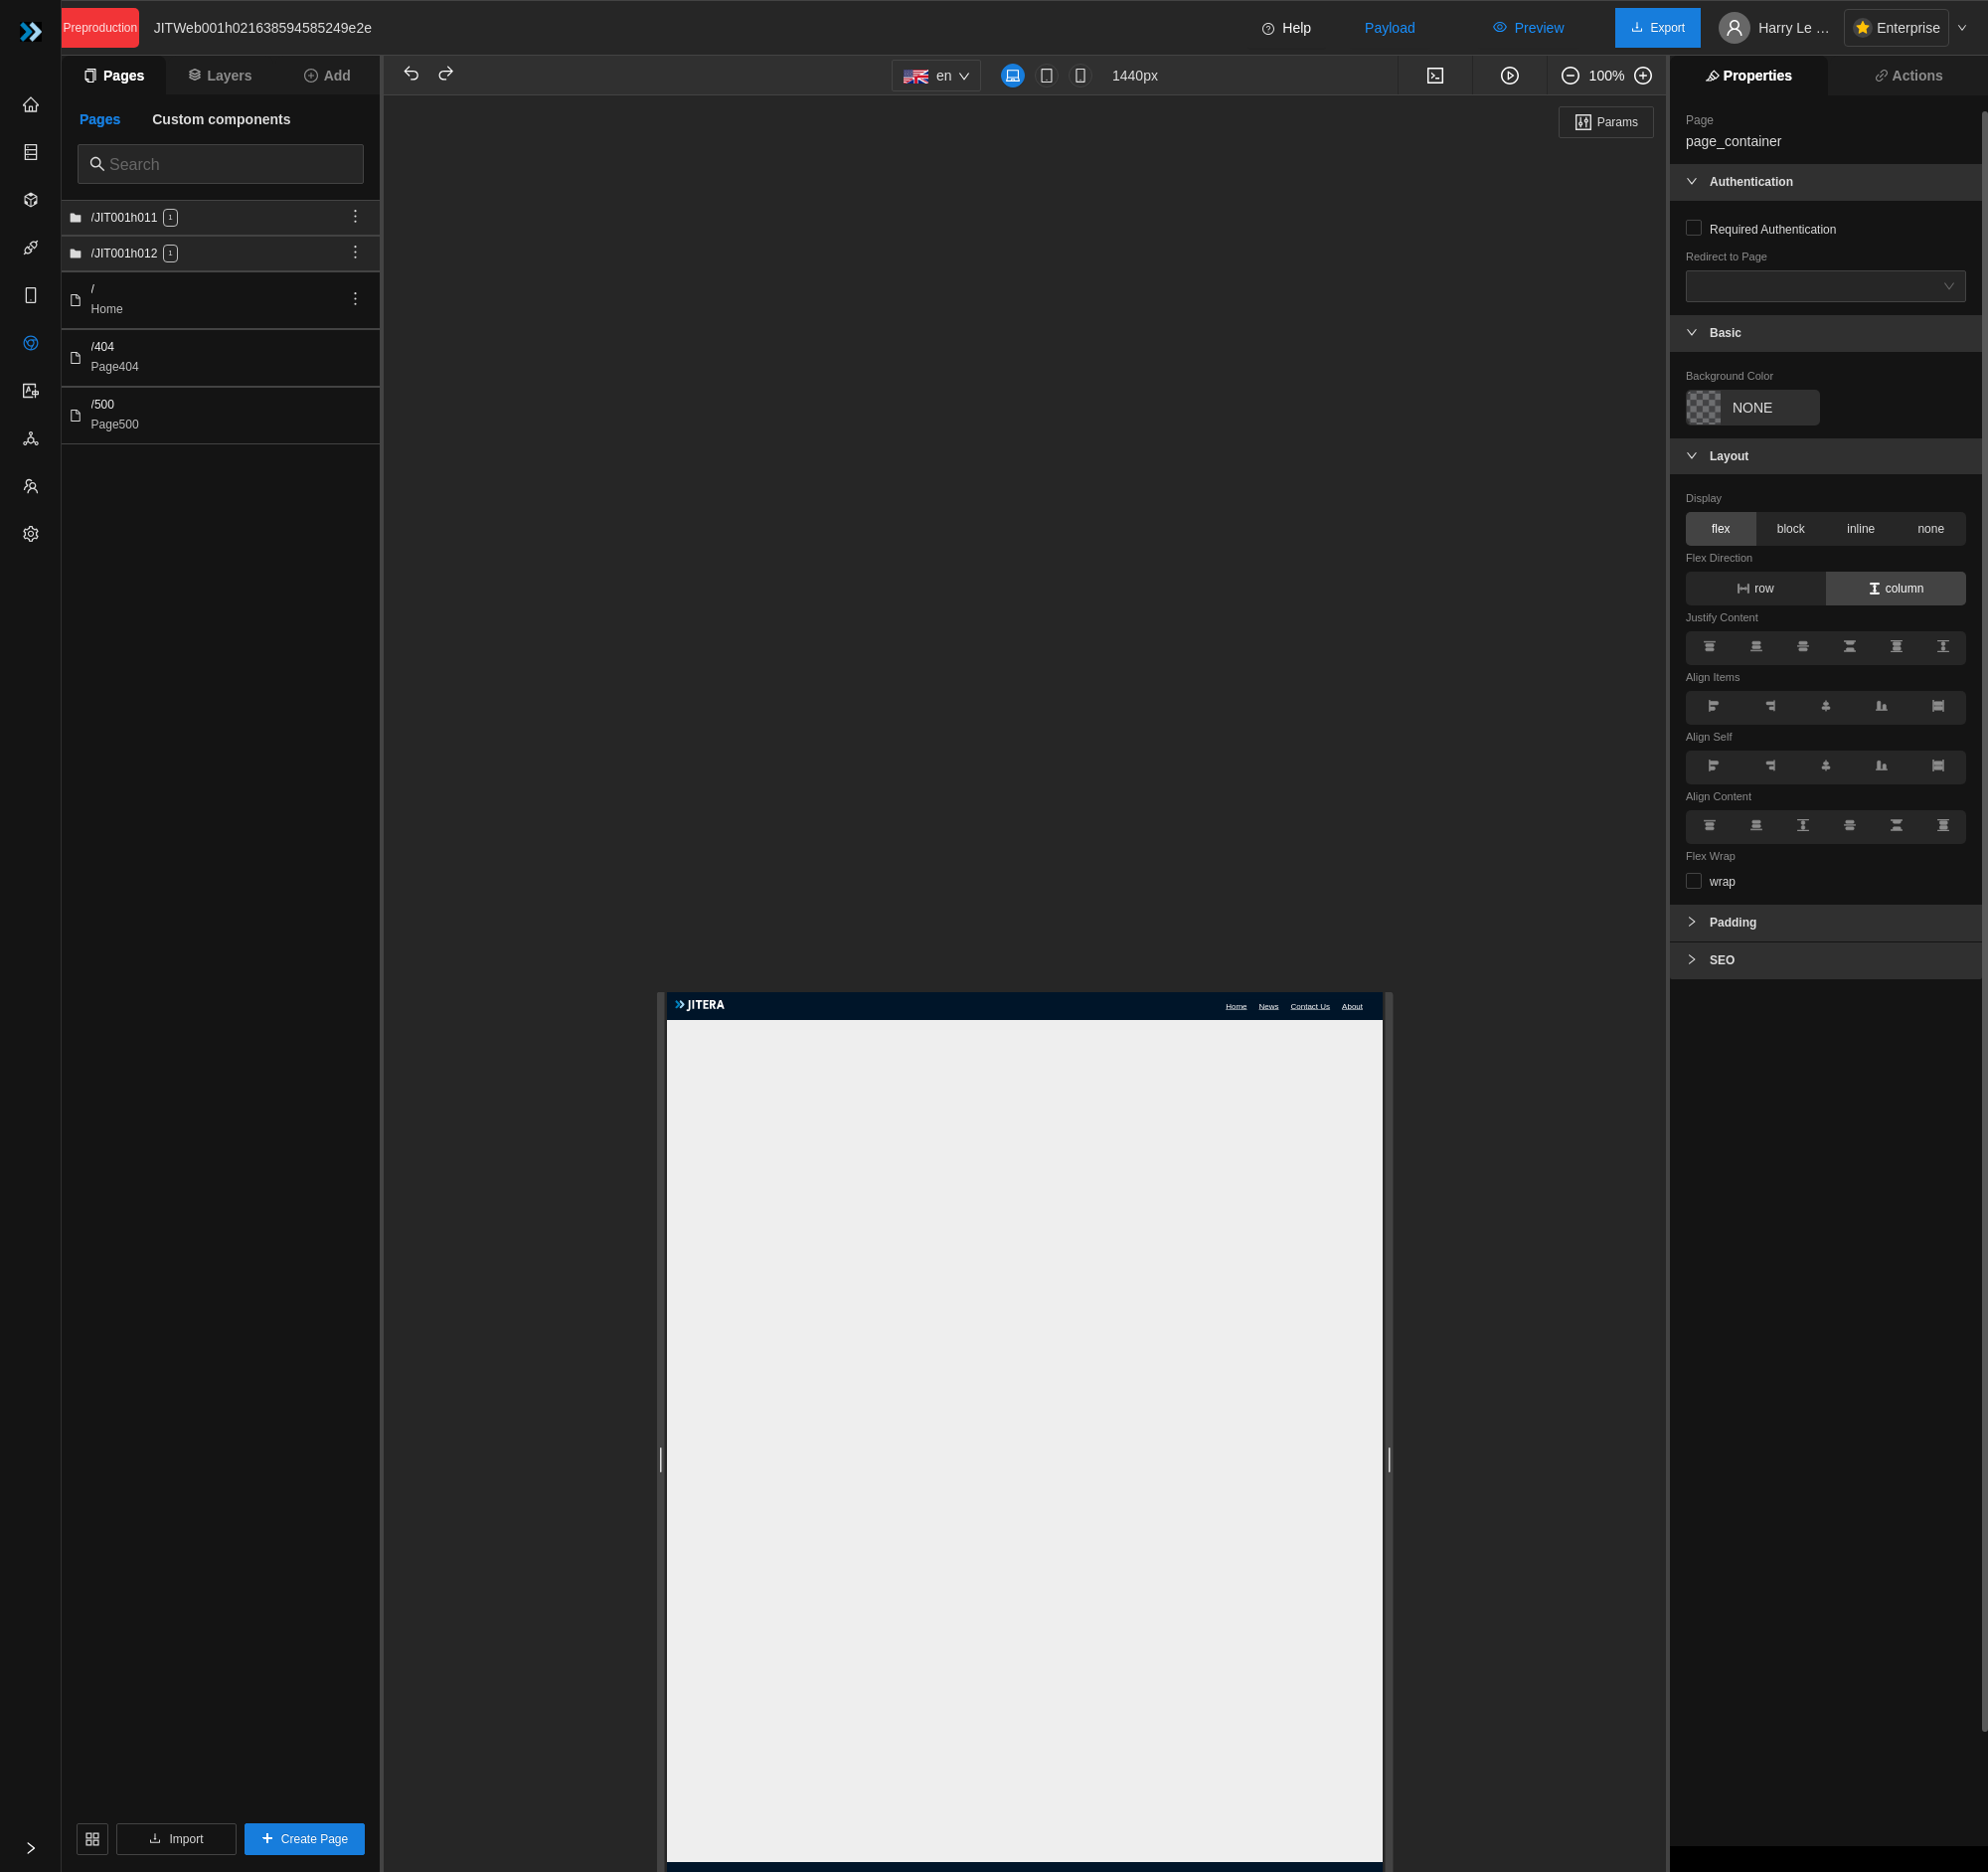 Preproduction
JITWeb001h021638594585249e2e
Help
Payload
Preview
Export
Harry Le ...
Enterprise
Pages
Layers
Add
en
1440px
100%
Properties
Actions
Pages
Custom components
Search
/JIT001h011 1
/JIT001h012 1
/
Home
/404
Page404
/500
Page500
Import
Create Page
Params
JITERA
Home
News
Contact Us
About
Page
page_container
Authentication
Required Authentication
Redirect to Page
Basic
Background Color
NONE
Layout
Display
flex
block
inline
none
Flex Direction
row
column
Justify Content
Align Items
Align Self
Align Content
Flex Wrap
wrap
Padding
SEO